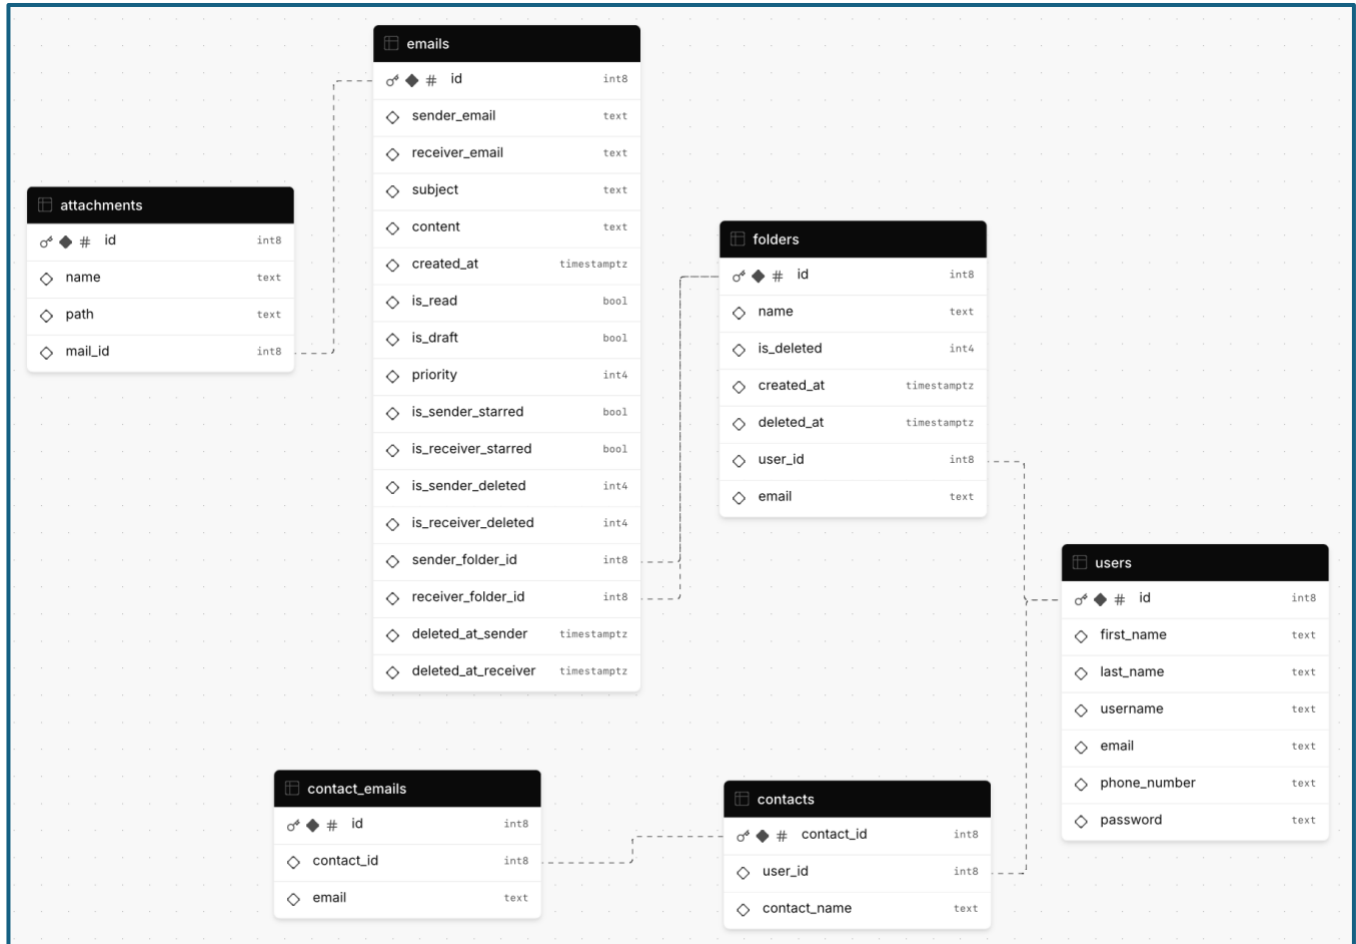 emails
# id int8
sender_email text
receiver_email text
subject text
content text
created_at timestamptz
is_read bool
is_draft bool
priority int4
is_sender_starred bool
is_receiver_starred bool
is_sender_deleted int4
is_receiver_deleted int4
sender_folder_id int8
receiver_folder_id int8
deleted_at_sender timestamptz
deleted_at_receiver timestamptz
attachments
# id int8
name text
path text
mail_id int8
folders
# id int8
name text
is_deleted int4
created_at timestamptz
deleted_at timestamptz
user_id int8
email text
users
# id int8
first_name text
last_name text
username text
email text
phone_number text
password text
contact_emails
# id int8
contact_id int8
email text
contacts
# contact_id int8
user_id int8
contact_name text